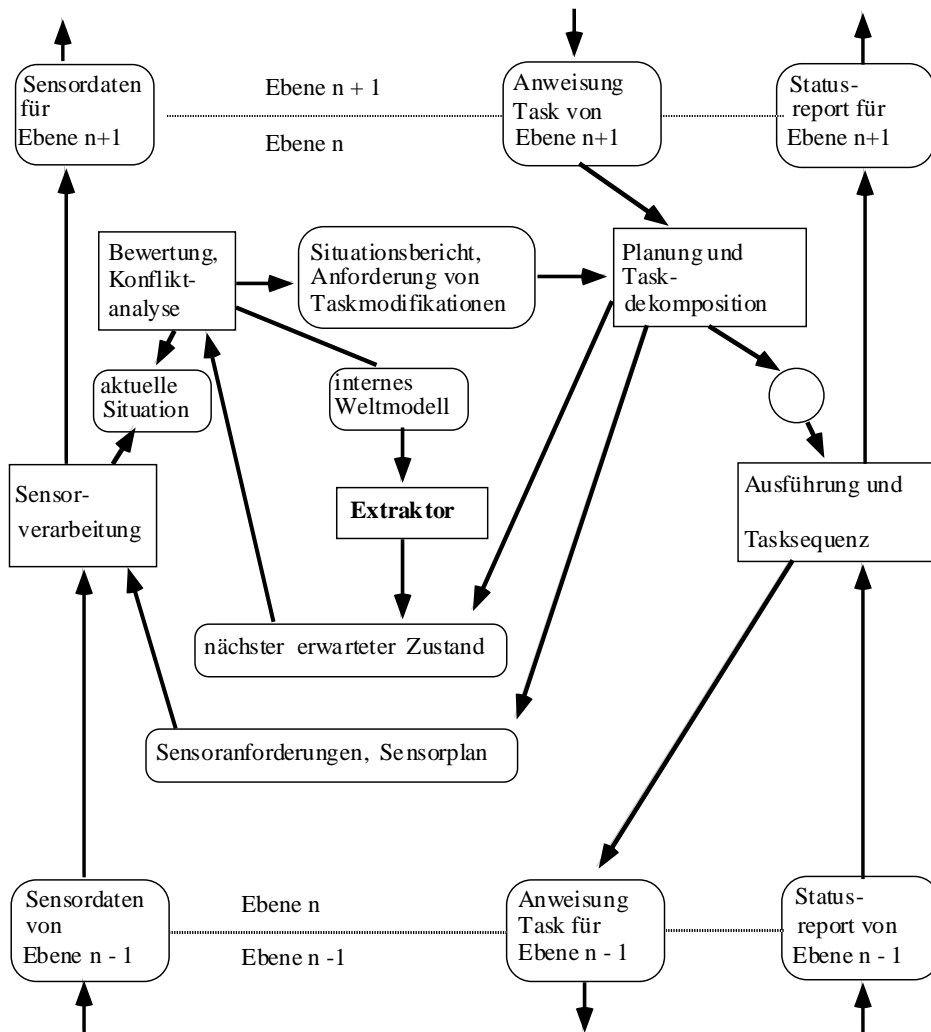 Sensordaten
für
Ebene n+1
Ebene n + 1
Ebene n
Anweisung
Task von
Ebene n+1
Status-
report für
Ebene n+1
Bewertung,
Konflikt-
analyse
Situationsbericht,
Anforderung von
Taskmodifikationen
Planung und
Task-
dekomposition
aktuelle
Situation
internes
Weltmodell
Sensor-
verarbeitung
Extraktor
Ausführung und
Tasksequenz
nächster erwarteter Zustand
Sensoranforderungen, Sensorplan
Sensordaten
von
Ebene n - 1
Ebene n
Ebene n -1
Anweisung
Task für
Ebene n - 1
Status-
report von
Ebene n - 1